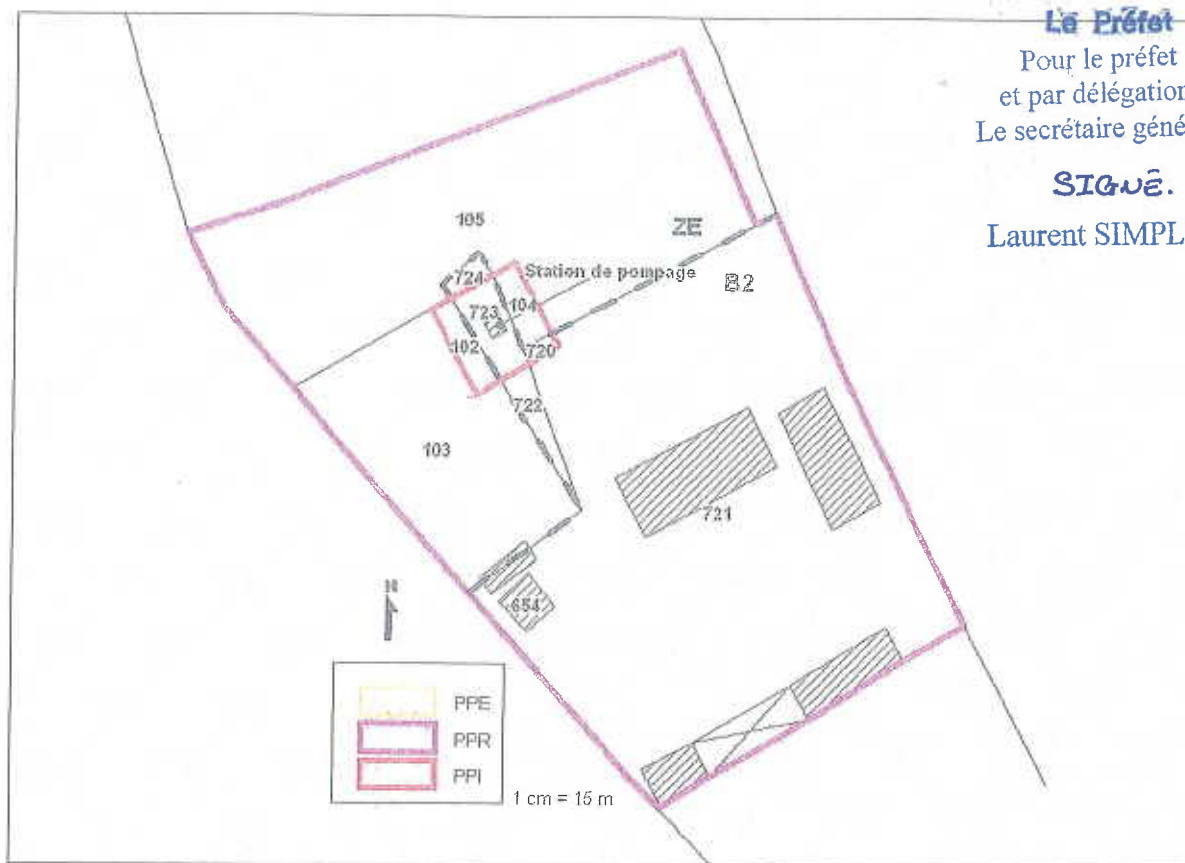 Le Préfet
Pour le préfet
et par délégation
Le secrétaire géné
SIGNÉ.
Laurent SIMPL
105
ZE
Station de pompage
724
B2
723
104
102
720
722
103
721
654
N
PPE
PPR
PPI
1 cm = 15 m